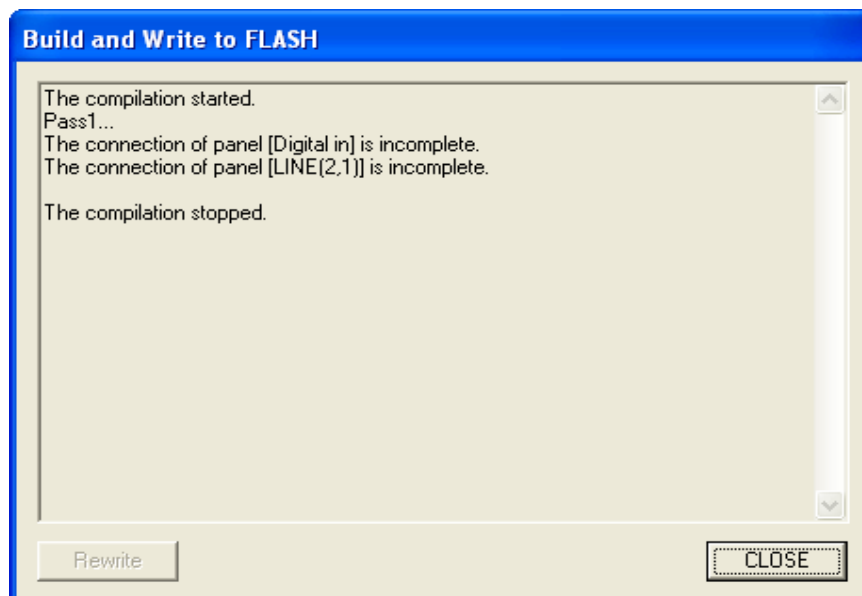 Build and Write to FLASH
The compilation started.
Pass1...
The connection of panel [Digital in] is incomplete.
The connection of panel [LINE(2,1)] is incomplete.
The compilation stopped.
Rewrite
CLOSE